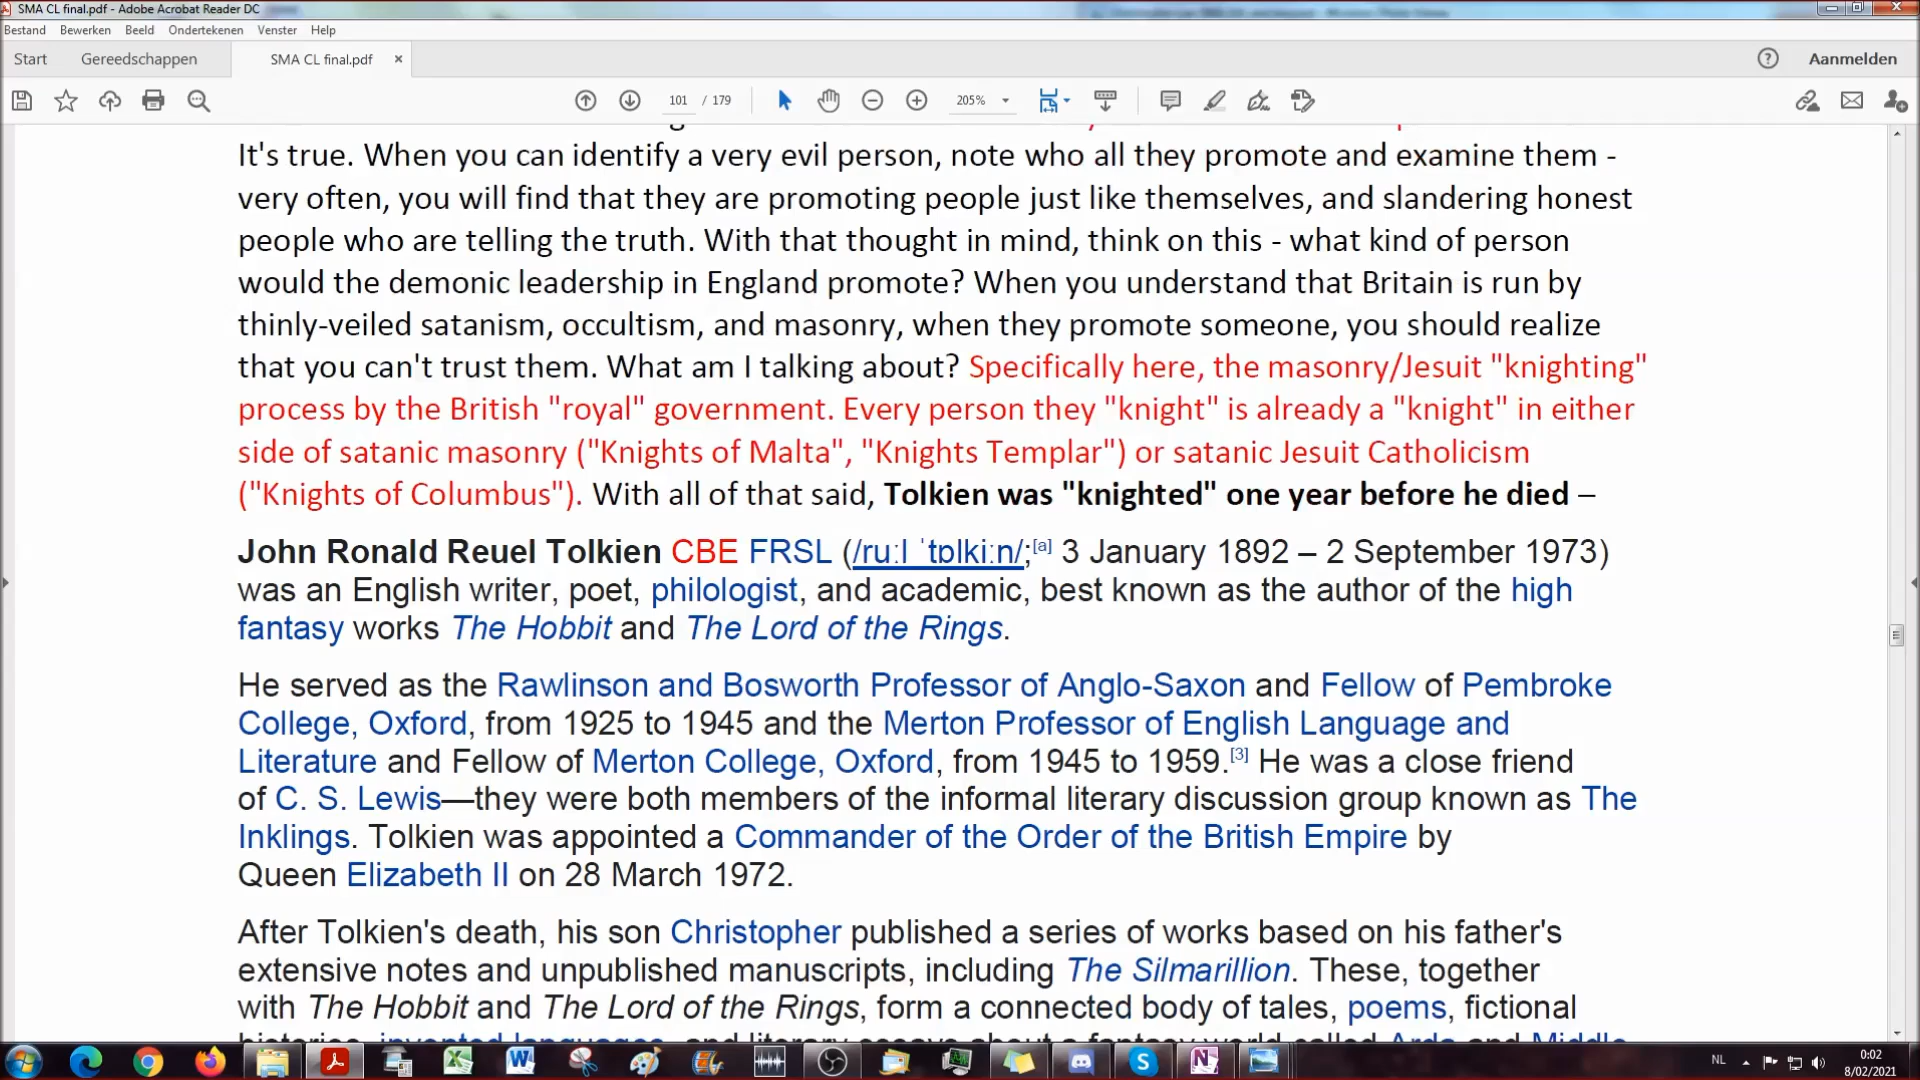 SMA CL final.pdf - Adobe Acrobat Reader DC
Bestand Bewerken Beeld Ondertekenen Venster Help
Start Gereedschappen SMA CL final.pdf × Aanmelden
101 / 179 205%
It's true. When you can identify a very evil person, note who all they promote and examine them -
very often, you will find that they are promoting people just like themselves, and slandering honest
people who are telling the truth. With that thought in mind, think on this - what kind of person
would the demonic leadership in England promote? When you understand that Britain is run by
thinly-veiled satanism, occultism, and masonry, when they promote someone, you should realize
that you can't trust them. What am I talking about? Specifically here, the masonry/Jesuit "knighting"
process by the British "royal" government. Every person they "knight" is already a "knight" in either
side of satanic masonry ("Knights of Malta", "Knights Templar") or satanic Jesuit Catholicism
("Knights of Columbus"). With all of that said, Tolkien was "knighted" one year before he died –
John Ronald Reuel Tolkien CBE FRSL (/ruːl ˈtɒlkiːn/;[a] 3 January 1892 – 2 September 1973)
was an English writer, poet, philologist, and academic, best known as the author of the high
fantasy works The Hobbit and The Lord of the Rings.
He served as the Rawlinson and Bosworth Professor of Anglo-Saxon and Fellow of Pembroke
College, Oxford, from 1925 to 1945 and the Merton Professor of English Language and
Literature and Fellow of Merton College, Oxford, from 1945 to 1959.[3] He was a close friend
of C. S. Lewis—they were both members of the informal literary discussion group known as The
Inklings. Tolkien was appointed a Commander of the Order of the British Empire by
Queen Elizabeth II on 28 March 1972.
After Tolkien's death, his son Christopher published a series of works based on his father's
extensive notes and unpublished manuscripts, including The Silmarillion. These, together
with The Hobbit and The Lord of the Rings, form a connected body of tales, poems, fictional
histories, invented languages, and literary essays about a fantasy world called Arda and Middle-
NL 0:02
8/02/2021